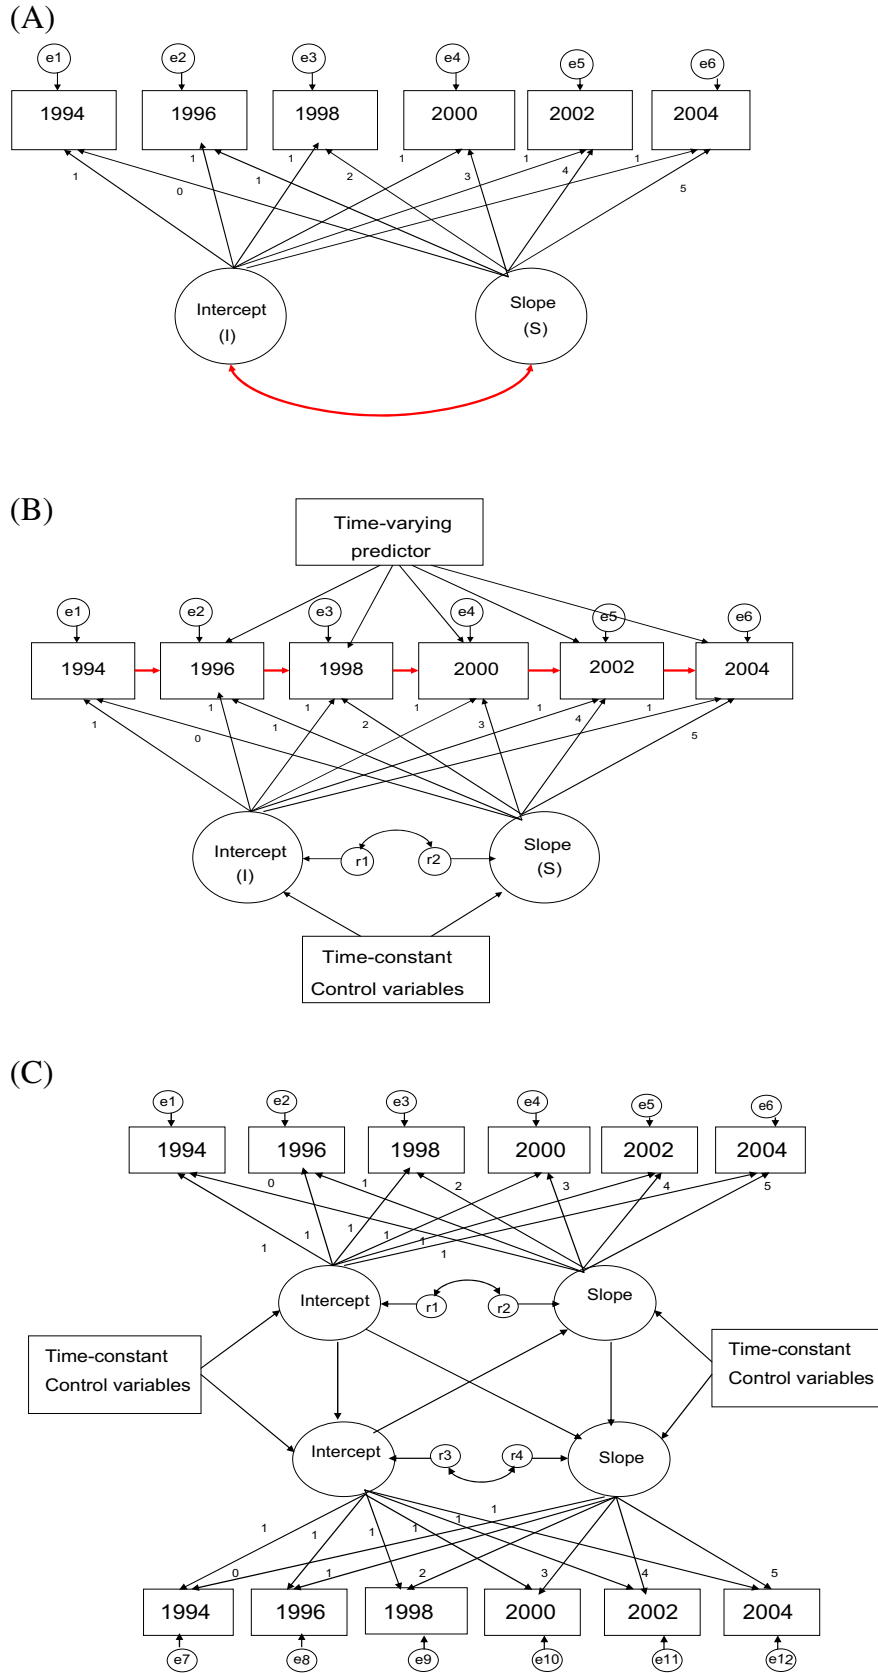 (A)
e1 e2 e3 e4 e5 e6
1994 1996 1998 2000 2002 2004
1 1 1 1 1
1 0 1 2 3 4 5
Intercept Slope
(I) (S)
(B)
Time-varying
predictor
e1 e2 e3 e4 e5 e6
1994 1996 1998 2000 2002 2004
1 1 1 1 1
1 0 1 2 3 4 5
Intercept r1 r2 Slope
(I) (S)
Time-constant
Control variables
(C)
e1 e2 e3 e4 e5 e6
1994 1996 1998 2000 2002 2004
0 1 2 3 4 5
1 1 1 1 1 1
Intercept r1 r2 Slope
Time-constant Time-constant
Control variables Control variables
Intercept r3 r4 Slope
1 1 1 1 1 1
0 1 2 3 4 5
1994 1996 1998 2000 2002 2004
e7 e8 e9 e10 e11 e12